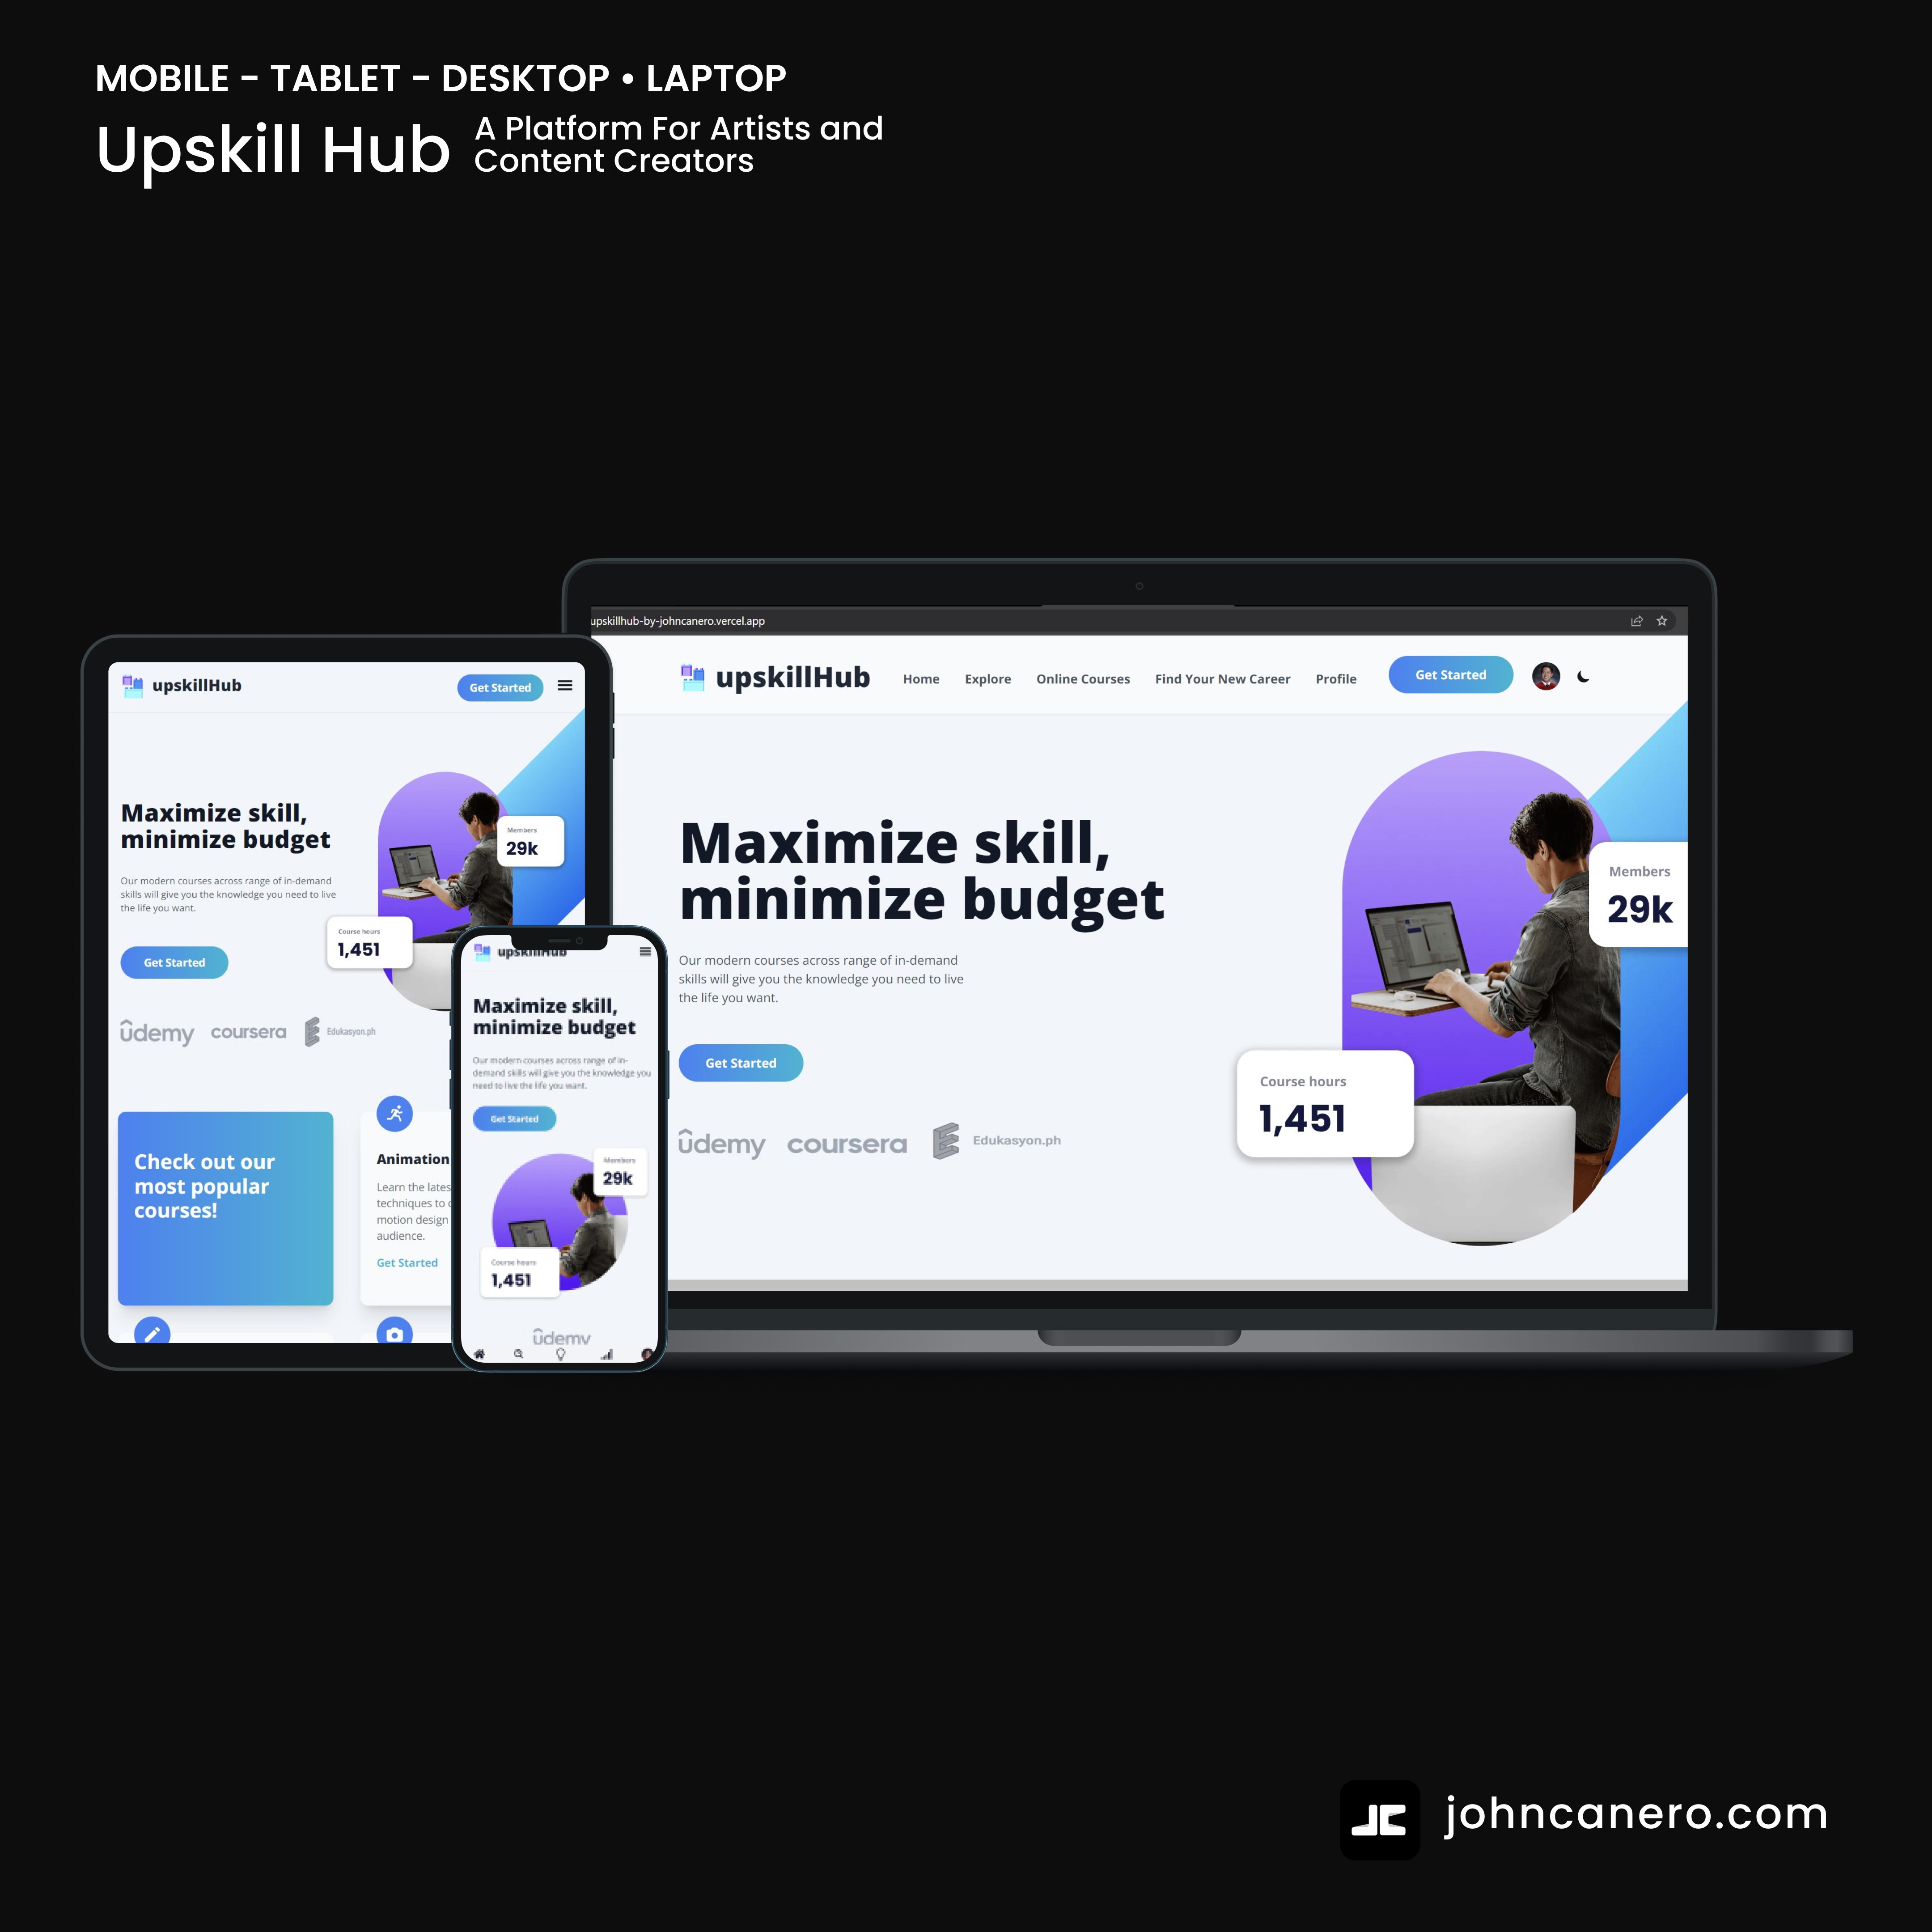 MOBILE - TABLET - DESKTOP • LAPTOP
Upskill Hub
A Platform For Artists and
Content Creators
upskillhub-by-johncanero.vercel.app
upskillHub
Home
Explore
Online Courses
Find Your New Career
Profile
Get Started
Maximize skill,
minimize budget
Our modern courses across range of in-demand
skills will give you the knowledge you need to live
the life you want.
Get Started
Members
29k
Course hours
1,451
udemy
coursera
Edukasyon.ph
upskillHub
Get Started
Maximize skill,
minimize budget
Our modern courses across range of in-demand
skills will give you the knowledge you need to live
the life you want.
Get Started
Members
29k
Course hours
1,451
udemy
coursera
Edukasyon.ph
Check out our
most popular
courses!
Animation
Learn the lates
techniques to c
motion design
audience.
Get Started
upskillHub
Maximize skill,
minimize budget
Our modern courses across range of in-
demand skills will give you the knowledge you
need to live the life you want.
Get Started
Members
29k
Course hours
1,451
udemy
JC
johncanero.com